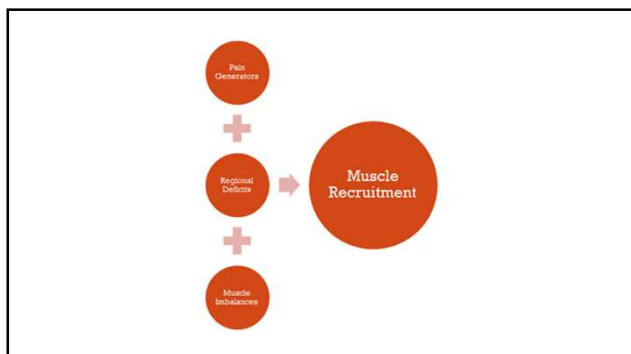 Pain
Generators
Regional
Deficits
Muscle
Recruitment
Muscle
Imbalances